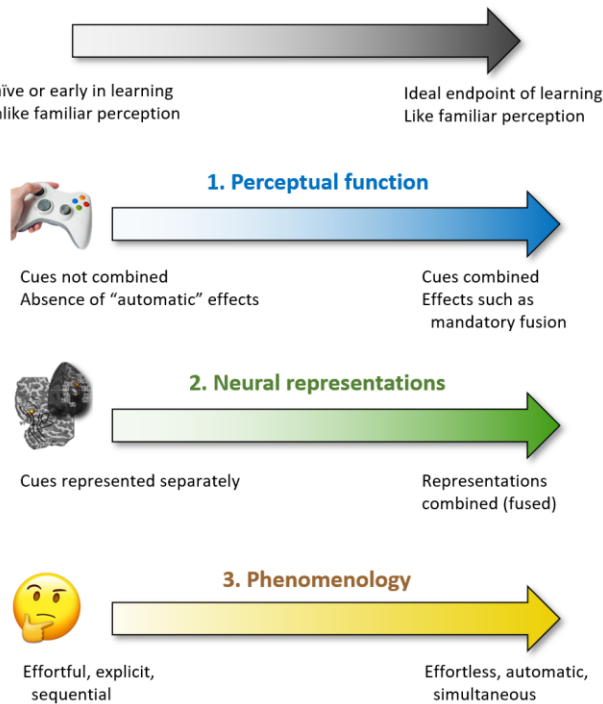 aïve or early in learning
nlike familiar perception
Ideal endpoint of learning
Like familiar perception
1. Perceptual function
Cues not combined
Absence of “automatic” effects
Cues combined
Effects such as
mandatory fusion
2. Neural representations
Cues represented separately
Representations
combined (fused)
3. Phenomenology
Effortful, explicit,
sequential
Effortless, automatic,
simultaneous